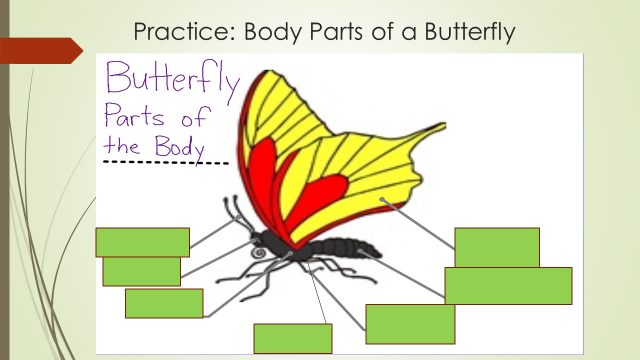 Practice: Body Parts of a Butterfly
Butterfly
Parts of
the Body